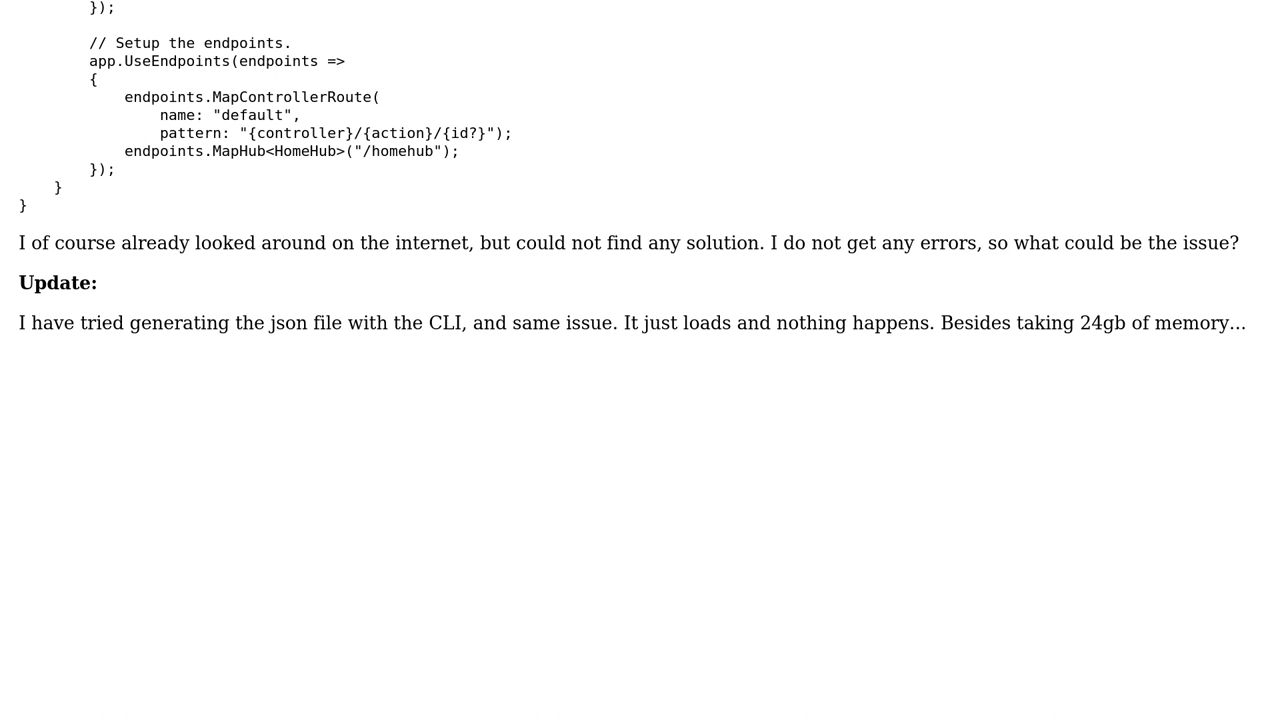 });

        // Setup the endpoints.
        app.UseEndpoints(endpoints =>
        {
            endpoints.MapControllerRoute(
                name: "default",
                pattern: "{controller}/{action}/{id?}");
            endpoints.MapHub<HomeHub>("/homehub");
        });
    }
}
I of course already looked around on the internet, but could not find any solution. I do not get any errors, so what could be the issue?
Update:
I have tried generating the json file with the CLI, and same issue. It just loads and nothing happens. Besides taking 24gb of memory...